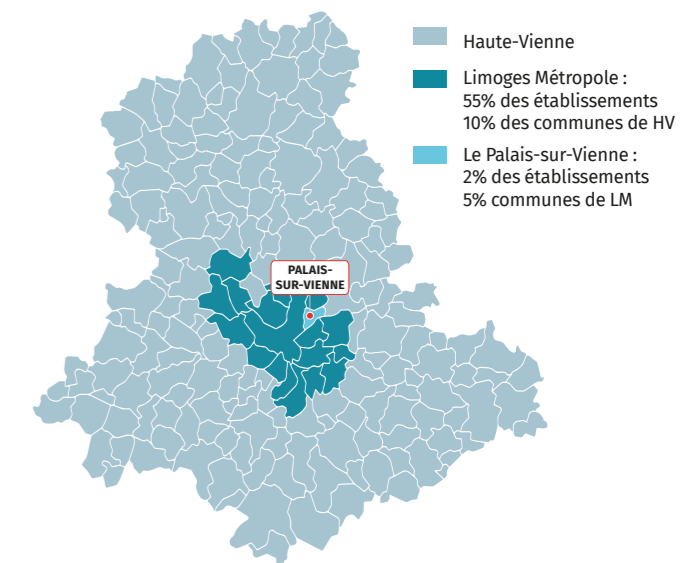 Haute-Vienne
Limoges Métropole :
55% des établissements
10% des communes de HV
Le Palais-sur-Vienne :
2% des établissements
5% communes de LM
PALAIS-
SUR-VIENNE